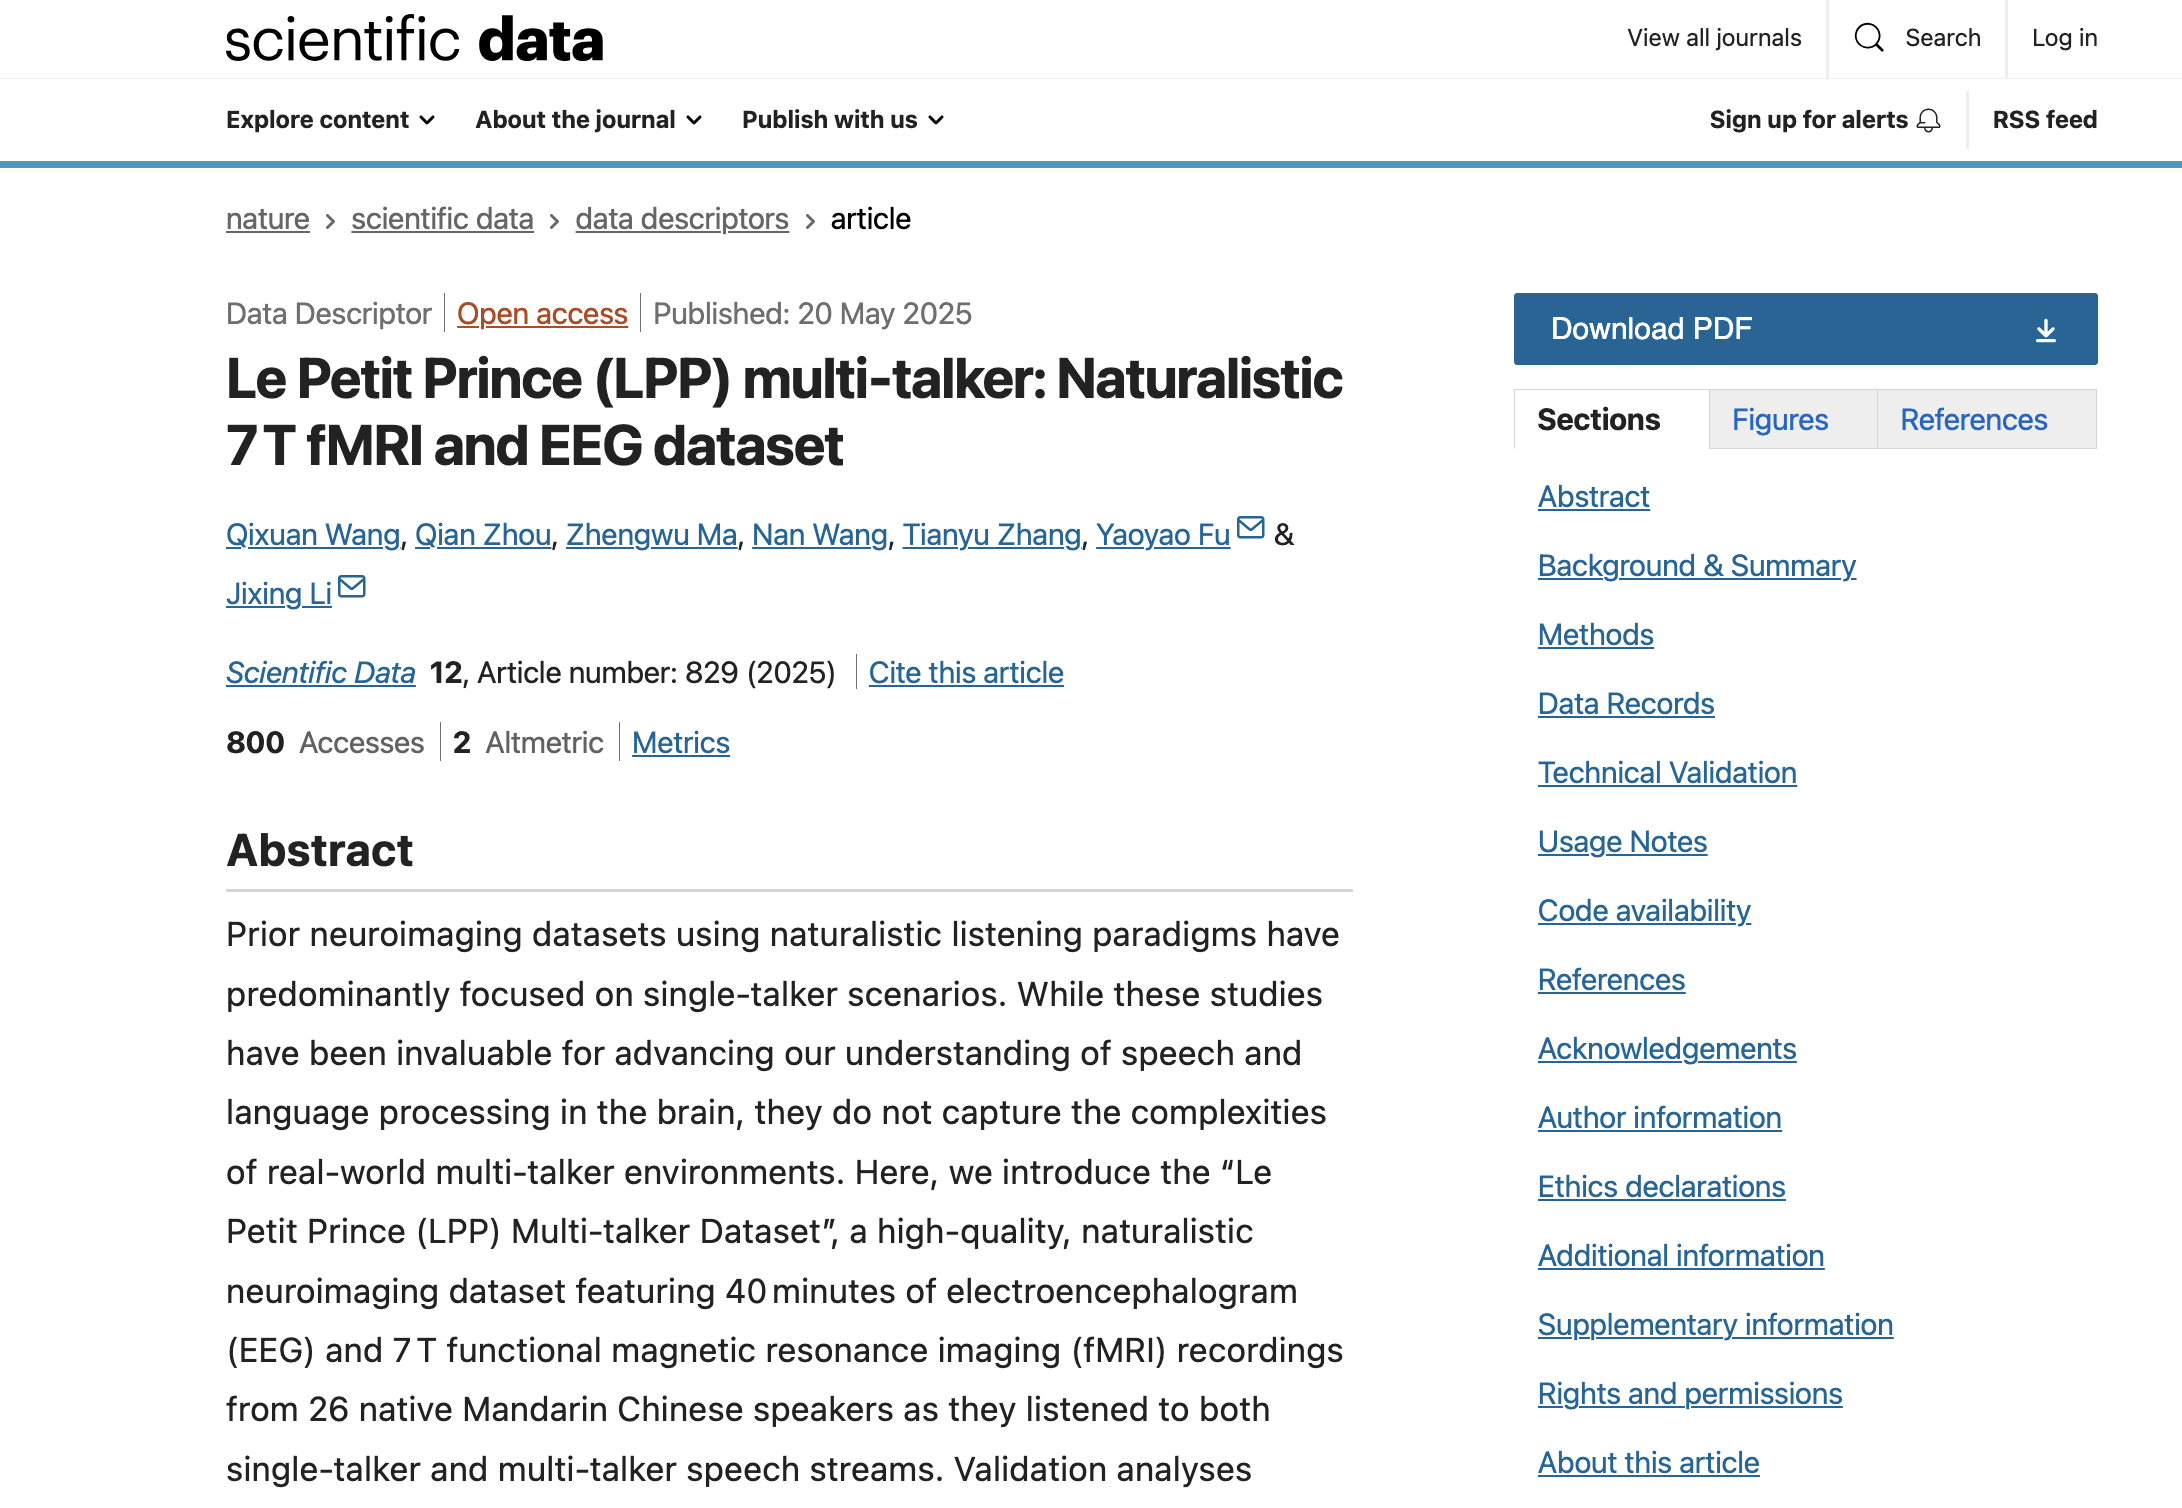 scientific data
View all journals
Search
Log in
Explore content
About the journal
Publish with us
Sign up for alerts
RSS feed
nature > scientific data > data descriptors > article
Data Descriptor | Open access | Published: 20 May 2025
Le Petit Prince (LPP) multi-talker: Naturalistic
7 T fMRI and EEG dataset
Qixuan Wang, Qian Zhou, Zhengwu Ma, Nan Wang, Tianyu Zhang, Yaoyao Fu &
Jixing Li
Scientific Data 12, Article number: 829 (2025) | Cite this article
800 Accesses | 2 Altmetric | Metrics
Abstract
Prior neuroimaging datasets using naturalistic listening paradigms have
predominantly focused on single-talker scenarios. While these studies
have been invaluable for advancing our understanding of speech and
language processing in the brain, they do not capture the complexities
of real-world multi-talker environments. Here, we introduce the “Le
Petit Prince (LPP) Multi-talker Dataset”, a high-quality, naturalistic
neuroimaging dataset featuring 40 minutes of electroencephalogram
(EEG) and 7 T functional magnetic resonance imaging (fMRI) recordings
from 26 native Mandarin Chinese speakers as they listened to both
single-talker and multi-talker speech streams. Validation analyses
Download PDF
Sections
Figures
References
Abstract
Background & Summary
Methods
Data Records
Technical Validation
Usage Notes
Code availability
References
Acknowledgements
Author information
Ethics declarations
Additional information
Supplementary information
Rights and permissions
About this article